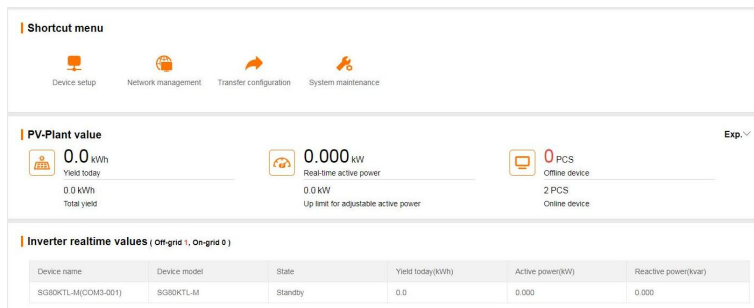 Shortcut menu
Device setup Network management Transfer configuration System maintenance
PV-Plant value Exp.
0.0 kWh 0.000 kW 0 PCS
Yield today Real-time active power Offline device
0.0 kWh 0.0 kW 2 PCS
Total yield Up limit for adjustable active power Online device
Inverter realtime values ( Off-grid 1, On-grid 0 )
Device name Device model State Yield today(kWh) Active power(kW) Reactive power(kvar)
SG80KTL-M(COM3-001) SG80KTL-M Standby 0.0 0.000 0.000